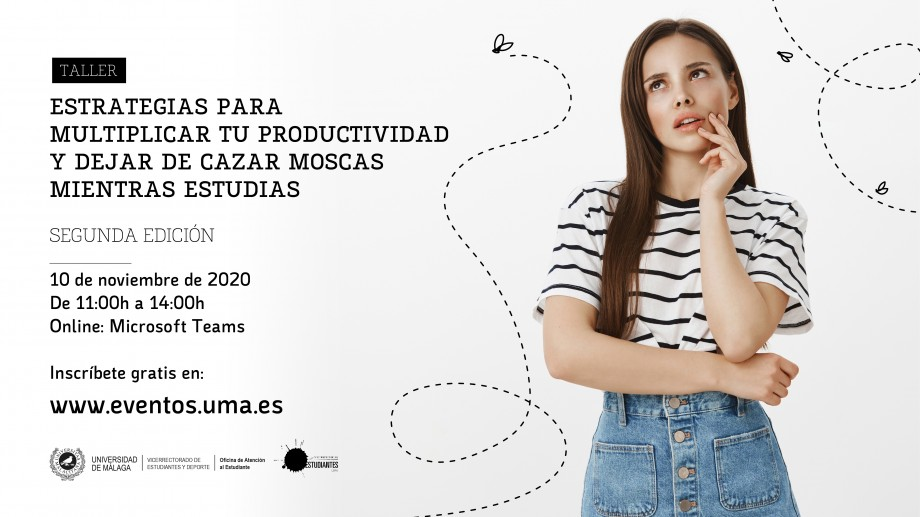 TALLER
ESTRATEGIAS PARA
MULTIPLICAR TU PRODUCTIVIDAD
Y DEJAR DE CAZAR MOSCAS
MIENTRAS ESTUDIAS
SEGUNDA EDICIÓN
10 de noviembre de 2020
De 11:00h a 14:00h
Online: Microsoft Teams
Inscríbete gratis en:
www.eventos.uma.es
UNIVERSIDAD
DE MÁLAGA
VICERRECTORADO DE
ESTUDIANTES Y DEPORTE
Oficina de Atención
al Estudiante
ESTUDIANTES